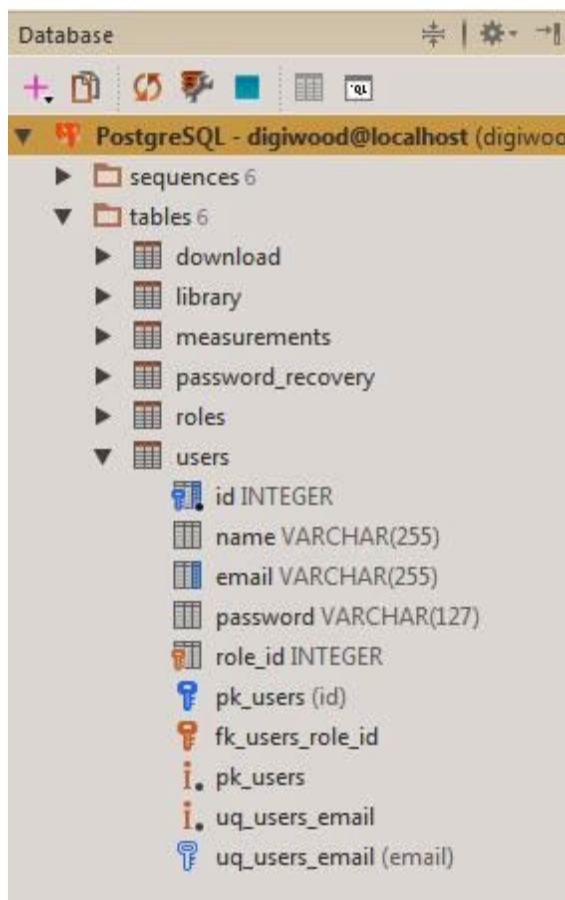 Database
PostgreSQL - digiwood@localhost (digiwoo
sequences 6
tables 6
download
library
measurements
password_recovery
roles
users
id INTEGER
name VARCHAR(255)
email VARCHAR(255)
password VARCHAR(127)
role_id INTEGER
pk_users (id)
fk_users_role_id
pk_users
uq_users_email
uq_users_email (email)